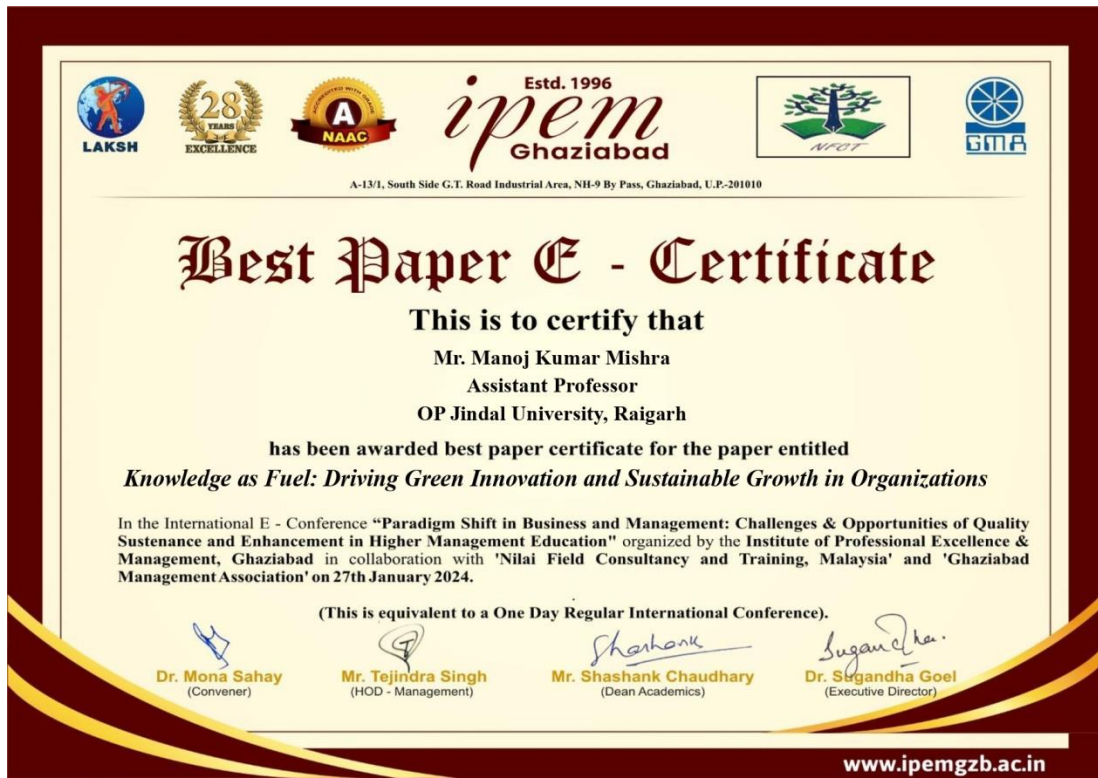 LAKSH
28
YEARS
OF
EXCELLENCE
ACCREDITED WITH GRADE
A
NAAC
Estd. 1996
ipem
Ghaziabad
NFCT
GMA
A-13/1, South Side G.T. Road Industrial Area, NH-9 By Pass, Ghaziabad, U.P.-201010
Best Paper E - Certificate
This is to certify that
Mr. Manoj Kumar Mishra
Assistant Professor
OP Jindal University, Raigarh
has been awarded best paper certificate for the paper entitled
Knowledge as Fuel: Driving Green Innovation and Sustainable Growth in Organizations
In the International E - Conference “Paradigm Shift in Business and Management: Challenges & Opportunities of Quality
Sustenance and Enhancement in Higher Management Education" organized by the Institute of Professional Excellence &
Management, Ghaziabad in collaboration with 'Nilai Field Consultancy and Training, Malaysia' and 'Ghaziabad
Management Association' on 27th January 2024.
(This is equivalent to a One Day Regular International Conference).
Shashank
Dr. Mona Sahay
(Convener)
Mr. Tejindra Singh
(HOD - Management)
Mr. Shashank Chaudhary
(Dean Academics)
Dr. Sugandha Goel
(Executive Director)
www.ipemgzb.ac.in